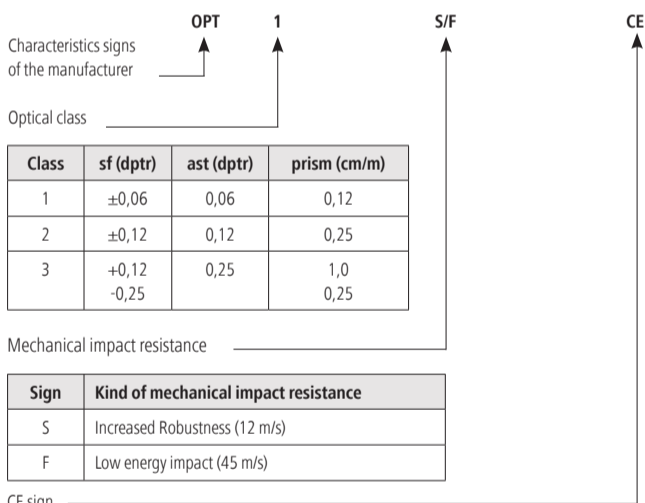 OPT 1 S/F CE
Characteristics signs
of the manufacturer
Optical class
Class sf (dptr) ast (dptr) prism (cm/m)
1 ±0,06 0,06 0,12
2 ±0,12 0,12 0,25
3 +0,12 0,25 1,0
-0,25 0,25
Mechanical impact resistance
Sign Kind of mechanical impact resistance
S Increased Robustness (12 m/s)
F Low energy impact (45 m/s)
CE sign